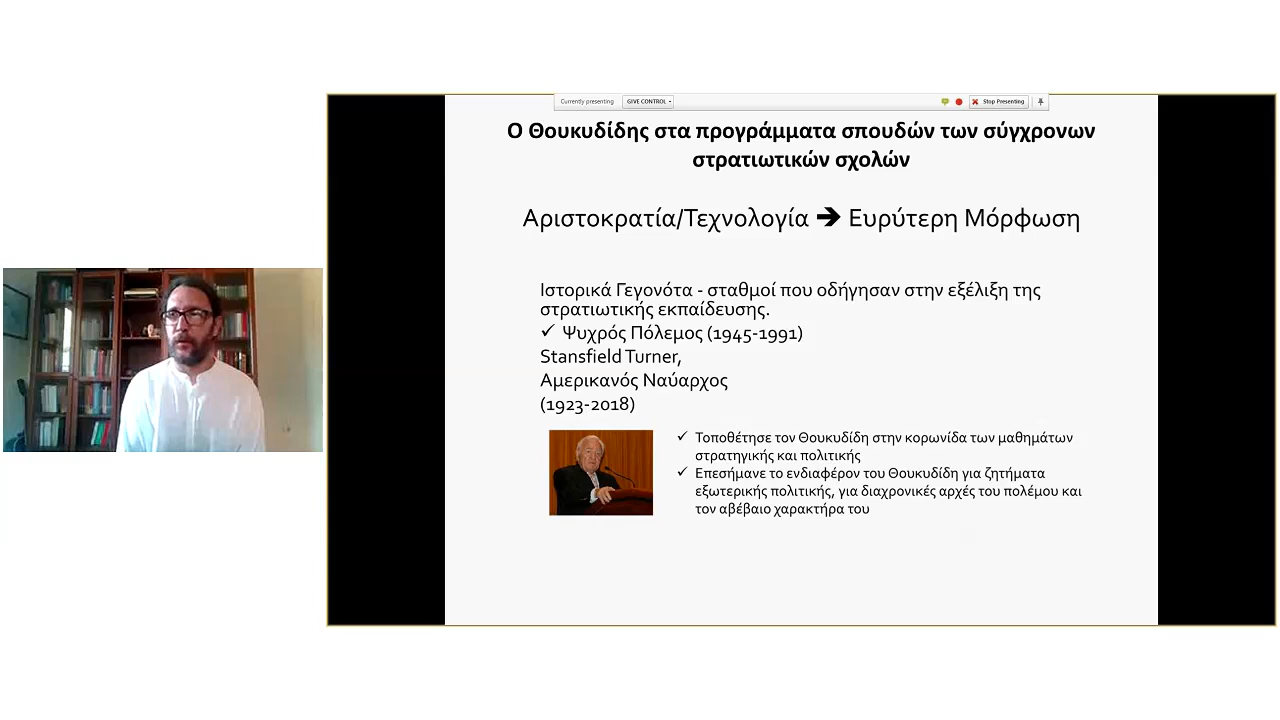 Currently presenting GIVE CONTROL Stop Presenting
Ο Θουκυδίδης στα προγράμματα σπουδών των σύγχρονων
στρατιωτικών σχολών
Αριστοκρατία/Τεχνολογία 🡺 Ευρύτερη Μόρφωση
Ιστορικά Γεγονότα - σταθμοί που οδήγησαν στην εξέλιξη της
στρατιωτικής εκπαίδευσης.
✓ Ψυχρός Πόλεμος (1945-1991)
Stansfield Turner,
Αμερικανός Ναύαρχος
(1923-2018)
✓ Τοποθέτησε τον Θουκυδίδη στην κορωνίδα των μαθημάτων
στρατηγικής και πολιτικής
✓ Επεσήμανε το ενδιαφέρον του Θουκυδίδη για ζητήματα
εξωτερικής πολιτικής, για διαχρονικές αρχές του πολέμου και
τον αβέβαιο χαρακτήρα του